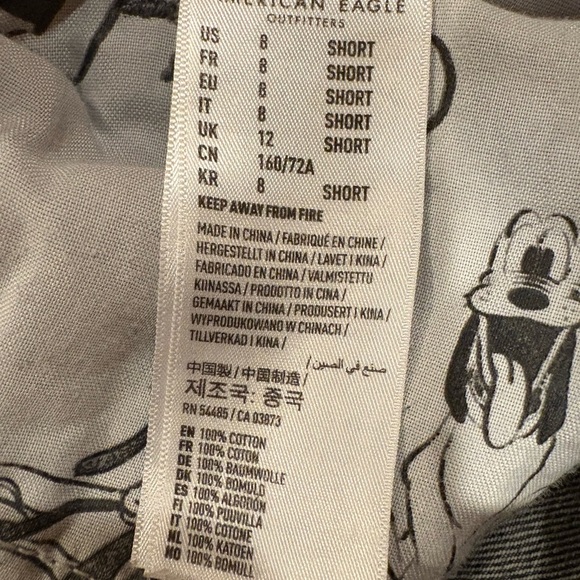 AMERICAN EAGLE
OUTFITTERS
US 8 SHORT
FR 8 SHORT
EU 8 SHORT
IT 8 SHORT
UK 12 SHORT
CN 160/72A
KR 8 SHORT
KEEP AWAY FROM FIRE
MADE IN CHINA / FABRIQUÉ EN CHINE /
HERGESTELLT IN CHINA / LAVET I KINA /
FABRICADO EN CHINA / VALMISTETTU
KIINASSA / PRODOTTO IN CINA /
GEMAAKT IN CHINA / PRODUSERT I KINA /
WYPRODUKOWANO W CHINACH /
TILLVERKAD I KINA /
صنع في الصين /
中国製 / 中国制造 /
제조국: 중국
RN 54485 / CA 03873
EN 100% COTTON
FR 100% COTON
DE 100% BAUMWOLLE
DK 100% BOMULD
ES 100% ALGODÓN
FI 100% PUUVILLA
IT 100% COTONE
NL 100% KATOEN
NO 100% BOMULL